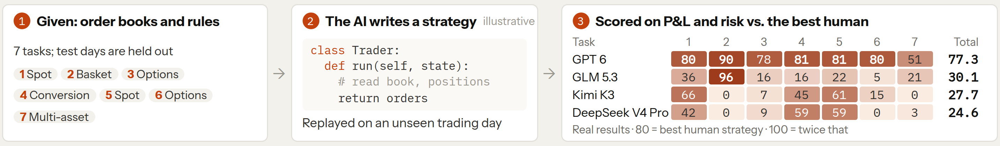 1 Given: order books and rules
7 tasks; test days are held out
1 Spot 2 Basket 3 Options
4 Conversion 5 Spot 6 Options
7 Multi-asset
→
2 The AI writes a strategy illustrative
class Trader:
def run(self, state):
# read book, positions
return orders
Replayed on an unseen trading day
→
3 Scored on P&L and risk vs. the best human
Task 1 2 3 4 5 6 7 Total
GPT 6 80 90 78 81 81 80 51 77.3
GLM 5.3 36 96 16 16 22 5 21 30.1
Kimi K3 66 0 7 45 61 15 0 27.7
DeepSeek V4 Pro 42 0 9 59 59 0 3 24.6
Real results · 80 = best human strategy · 100 = twice that